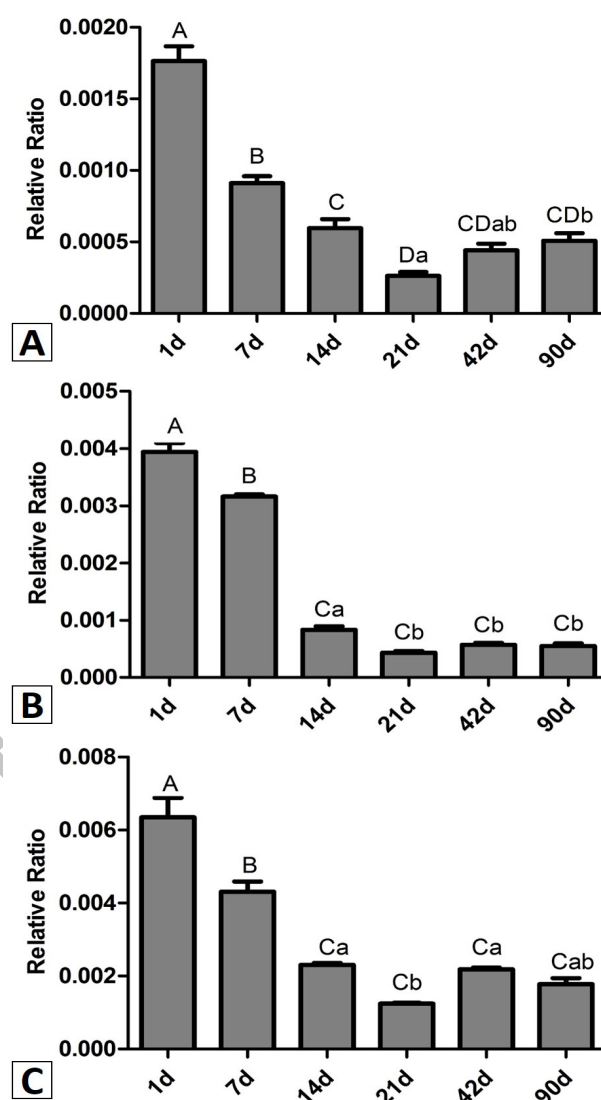 0.0020
A
0.0015
B
0.0010
C
CDab
CDb
0.0005
Da
0.0000
Relative Ratio
1d 7d 14d 21d 42d 90d
A
0.005
A
0.004
B
0.003
0.002
0.001
Ca
Cb
Cb
Cb
0.000
Relative Ratio
1d 7d 14d 21d 42d 90d
B
0.008
A
0.006
B
0.004
Ca
Cb
Ca
Cab
0.002
0.000
Relative Ratio
1d 7d 14d 21d 42d 90d
C